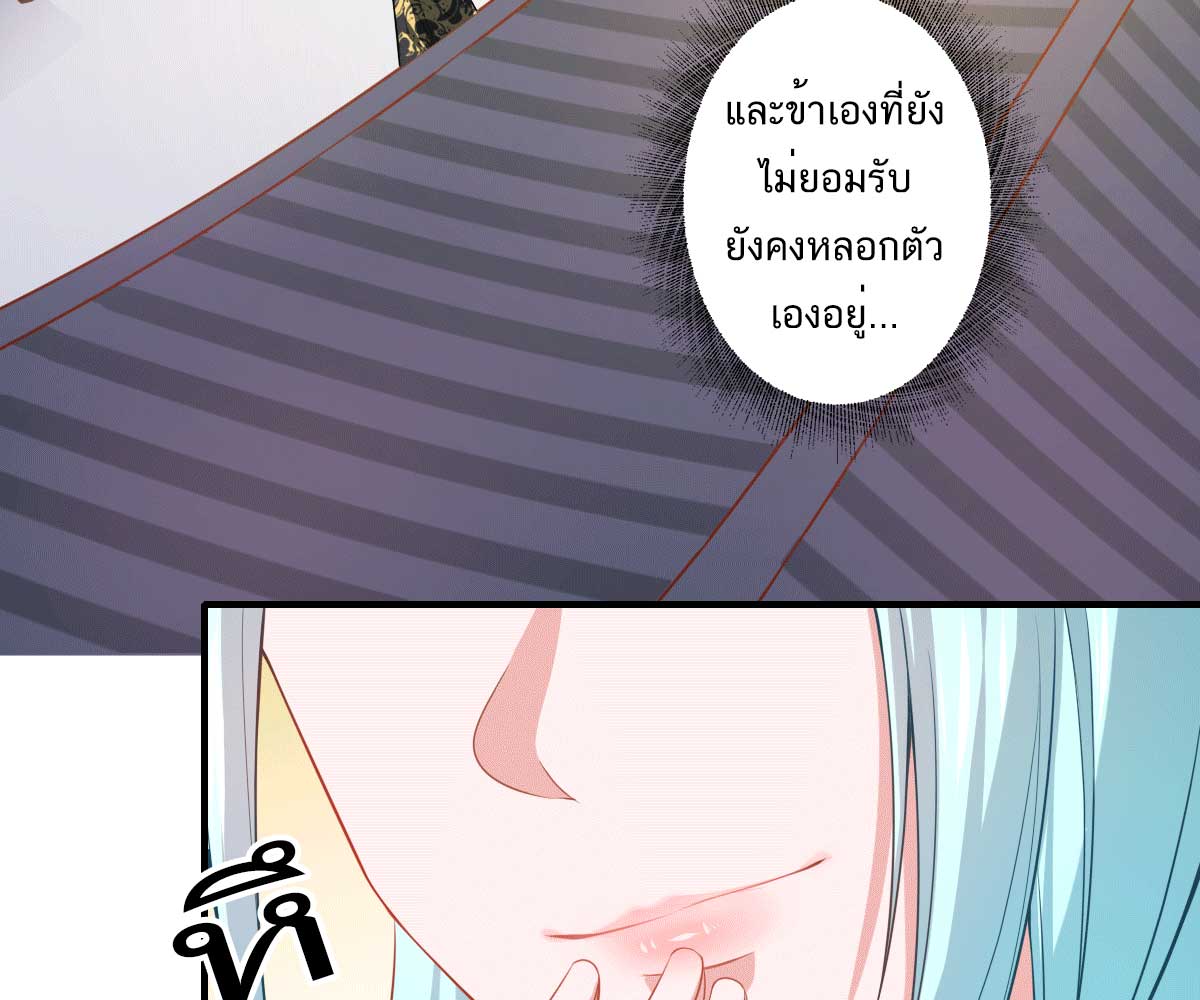 และข้าเองที่ยัง
ไม่ยอมรับ
ยังคงหลอกตัว
เองอยู่...
หึ